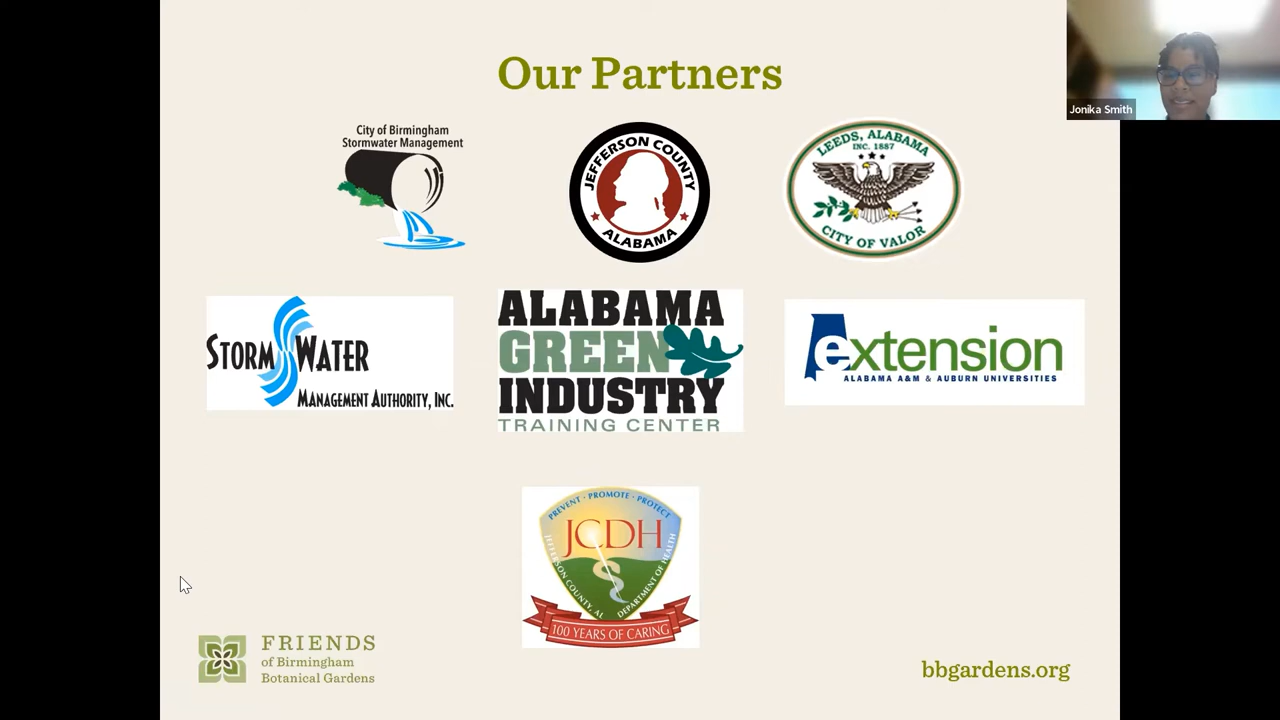 Our Partners
Jonika Smith
City of Birmingham
Stormwater Management
JEFFERSON COUNTY
ALABAMA
LEEDS, ALABAMA
INC. 1887
CITY OF VALOR
STORM WATER
MANAGEMENT AUTHORITY, INC.
ALABAMA
GREEN
INDUSTRY
TRAINING CENTER
extension
ALABAMA A&M & AUBURN UNIVERSITIES
PREVENT · PROMOTE · PROTECT
JCDH
JEFFERSON COUNTY, AL
DEPARTMENT OF HEALTH
100 YEARS OF CARING
FRIENDS
of Birmingham
Botanical Gardens
bbgardens.org